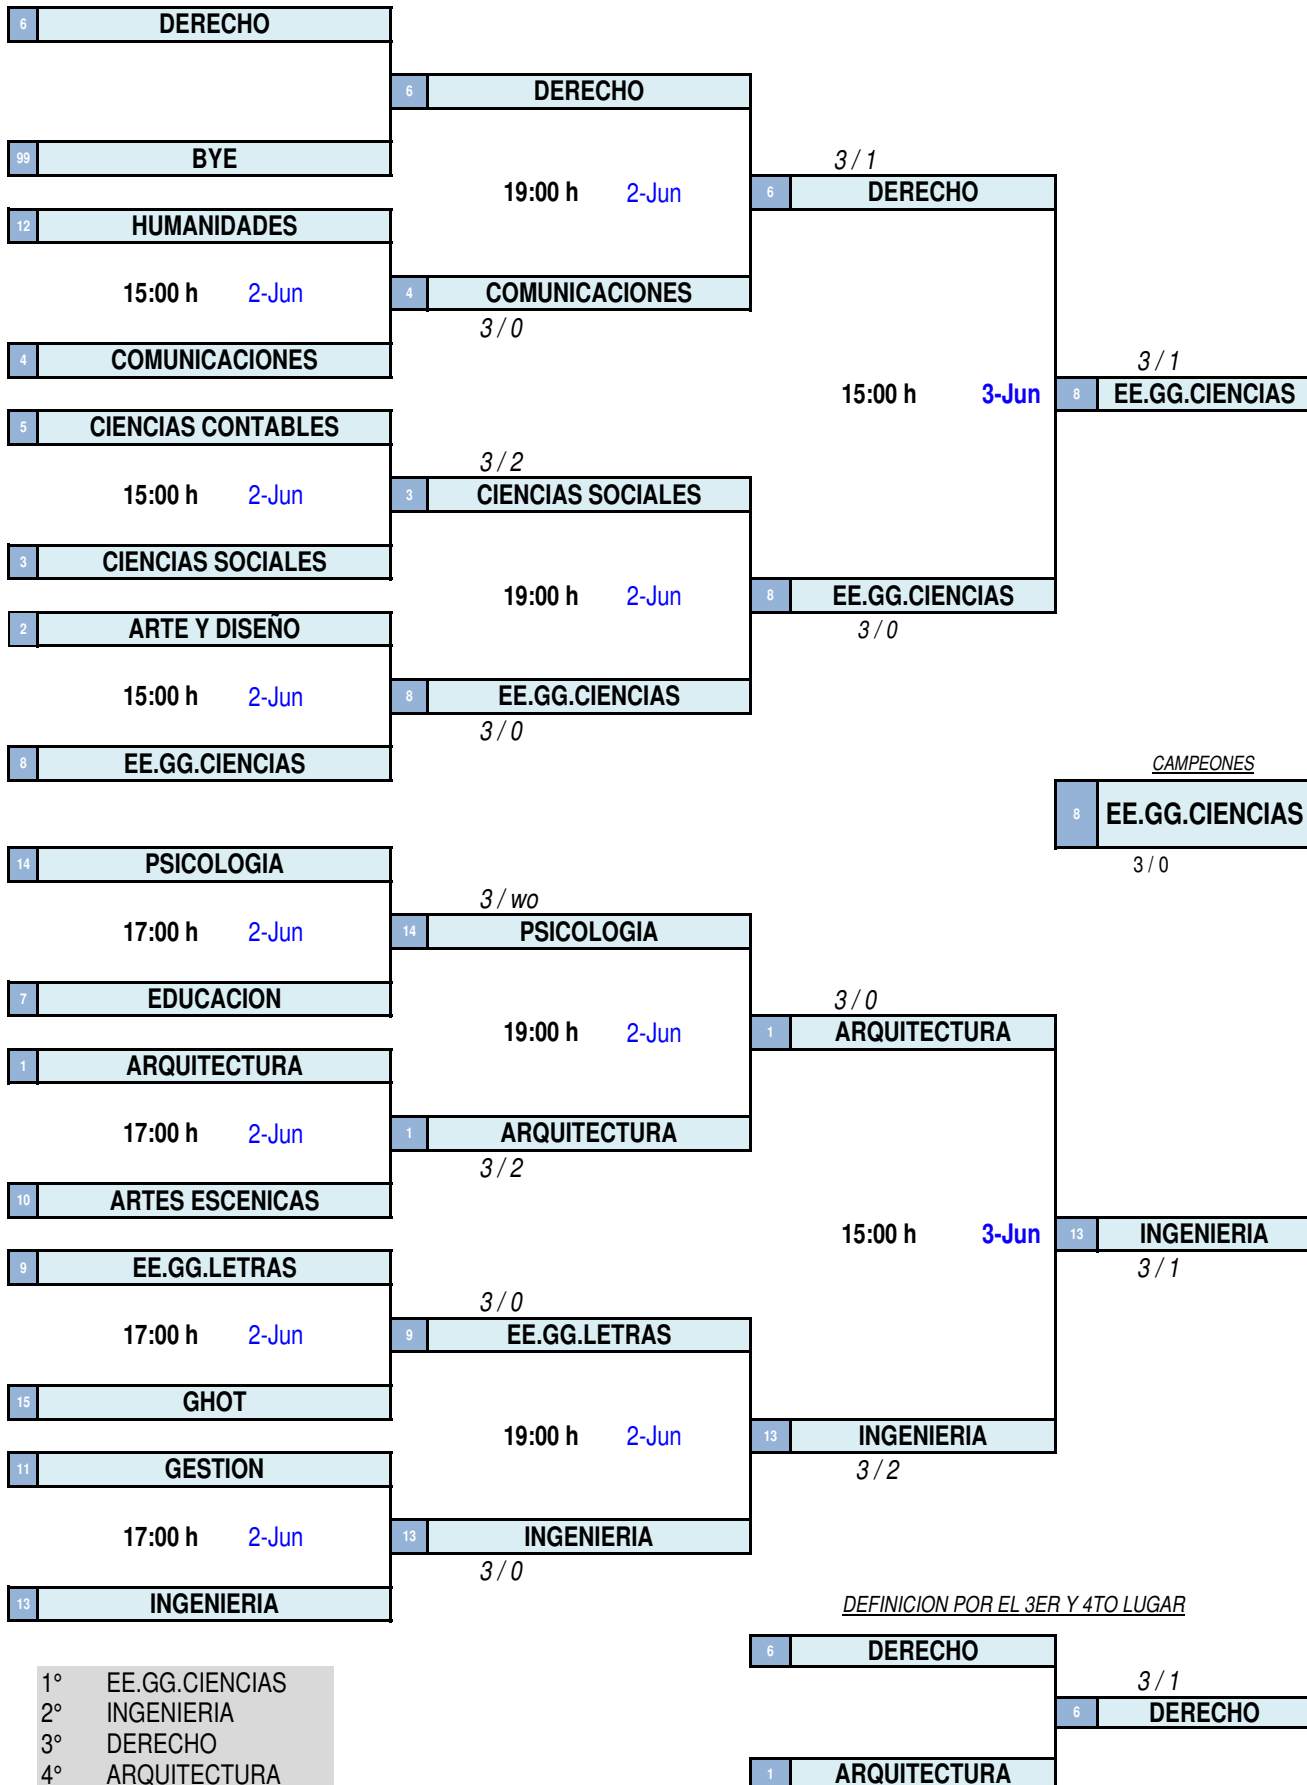 6 DERECHO
6 DERECHO
99 BYE
3 / 1
19:00 h 2-Jun
6 DERECHO
12 HUMANIDADES
15:00 h 2-Jun
4 COMUNICACIONES
3 / 0
4 COMUNICACIONES
3 / 1
15:00 h 3-Jun
8 EE.GG.CIENCIAS
5 CIENCIAS CONTABLES
3 / 2
15:00 h 2-Jun
3 CIENCIAS SOCIALES
3 CIENCIAS SOCIALES
19:00 h 2-Jun
8 EE.GG.CIENCIAS
2 ARTE Y DISEÑO
3 / 0
15:00 h 2-Jun
8 EE.GG.CIENCIAS
3 / 0
8 EE.GG.CIENCIAS
CAMPEONES
8 EE.GG.CIENCIAS
14 PSICOLOGIA
3 / 0
3 / wo
17:00 h 2-Jun
14 PSICOLOGIA
7 EDUCACION
3 / 0
19:00 h 2-Jun
1 ARQUITECTURA
1 ARQUITECTURA
17:00 h 2-Jun
1 ARQUITECTURA
3 / 2
10 ARTES ESCENICAS
15:00 h 3-Jun
13 INGENIERIA
9 EE.GG.LETRAS
3 / 1
3 / 0
17:00 h 2-Jun
9 EE.GG.LETRAS
15 GHOT
19:00 h 2-Jun
13 INGENIERIA
11 GESTION
3 / 2
17:00 h 2-Jun
13 INGENIERIA
3 / 0
13 INGENIERIA
DEFINICION POR EL 3ER Y 4TO LUGAR
6 DERECHO
1° EE.GG.CIENCIAS
3 / 1
2° INGENIERIA
6 DERECHO
3° DERECHO
4° ARQUITECTURA
1 ARQUITECTURA